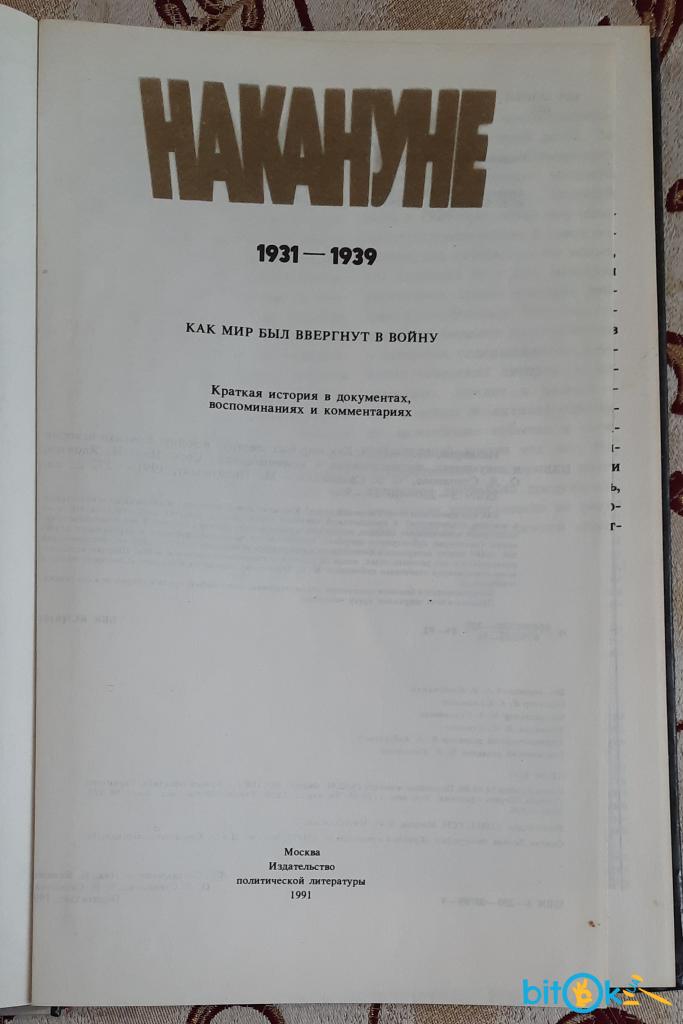 НАКАНУНЕ
1931—1939
КАК МИР БЫЛ ВВЕРГНУТ В ВОЙНУ
Краткая история в документах,
воспоминаниях и комментариях
Москва
Издательство
политической литературы
1991
bitOk